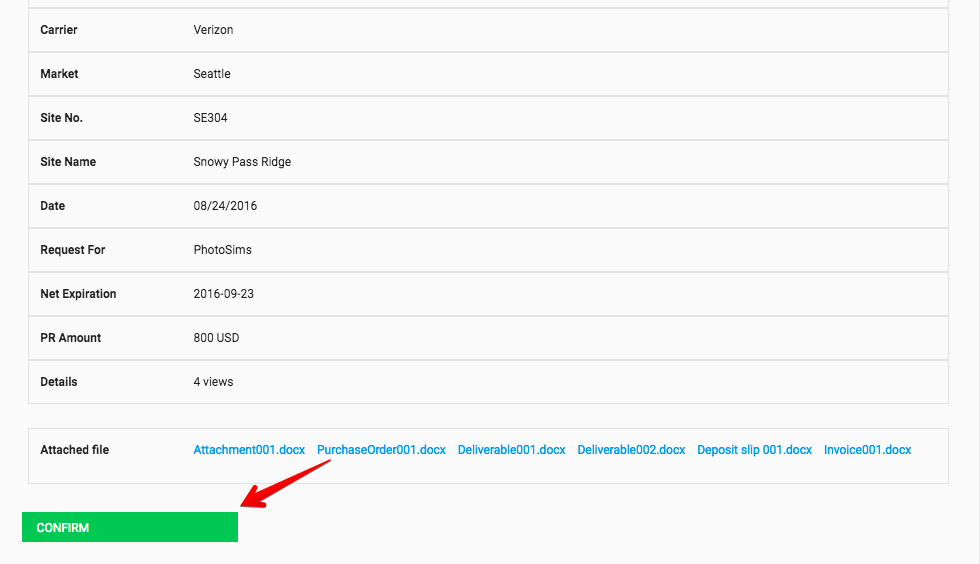 Carrier Verizon
Market Seattle
Site No. SE304
Site Name Snowy Pass Ridge
Date 08/24/2016
Request For PhotoSims
Net Expiration 2016-09-23
PR Amount 800 USD
Details 4 views
Attached file Attachment001.docx PurchaseOrder001.docx Deliverable001.docx Deliverable002.docx Deposit slip 001.docx Invoice001.docx
CONFIRM